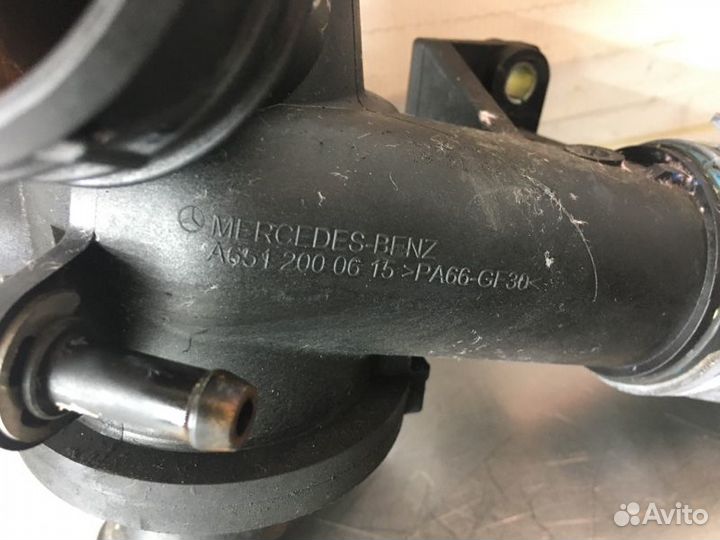 MERCEDES-BENZ
A651 200 06 15 >PA66-GF30<
Avito